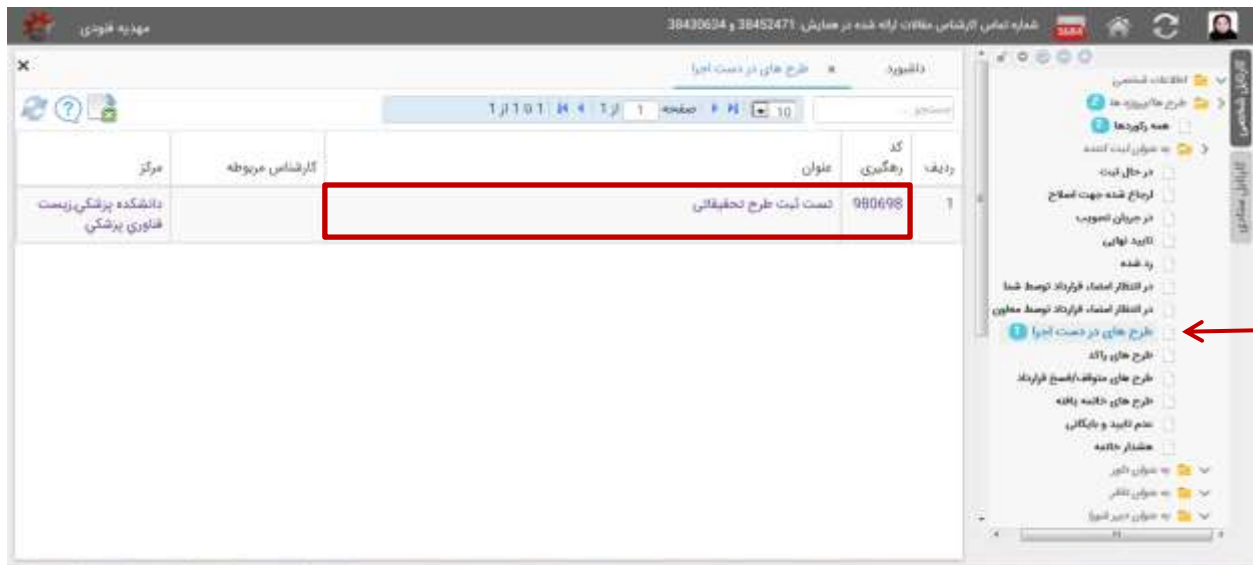 شماره تماس کارشناس مقالات ارائه شده در همایش: 38452471 و 38430634
مهدیه فنودی
داشبورد
طرح های در دست اجرا
جستجو ...
10
صفحه 1 از 1
1 تا 1 از 1
ردیف
کد رهگیری
عنوان
کارشناس مربوطه
مرکز
1
980698
تست ثبت طرح تحقیقاتی
دانشکده پزشکی،زیست
فناوری پزشکی
کارتابل شخصی
کارتابل ستادی
اطلاعات شخصی
طرح ها/پروژه ها 2
همه رکوردها 2
به عنوان ثبت کننده
در حال ثبت
ارجاع شده جهت اصلاح
در جریان تصویب
تایید نهایی
رد شده
در انتظار امضاء قرارداد توسط شما
در انتظار امضاء قرارداد توسط معاون
طرح های در دست اجرا 1
طرح های راکد
طرح های متوقف/فسخ قرارداد
طرح های خاتمه یافته
عدم تایید و بایگانی
هشدار خاتمه
به عنوان داور
به عنوان ناظر
به عنوان دبیر شورا